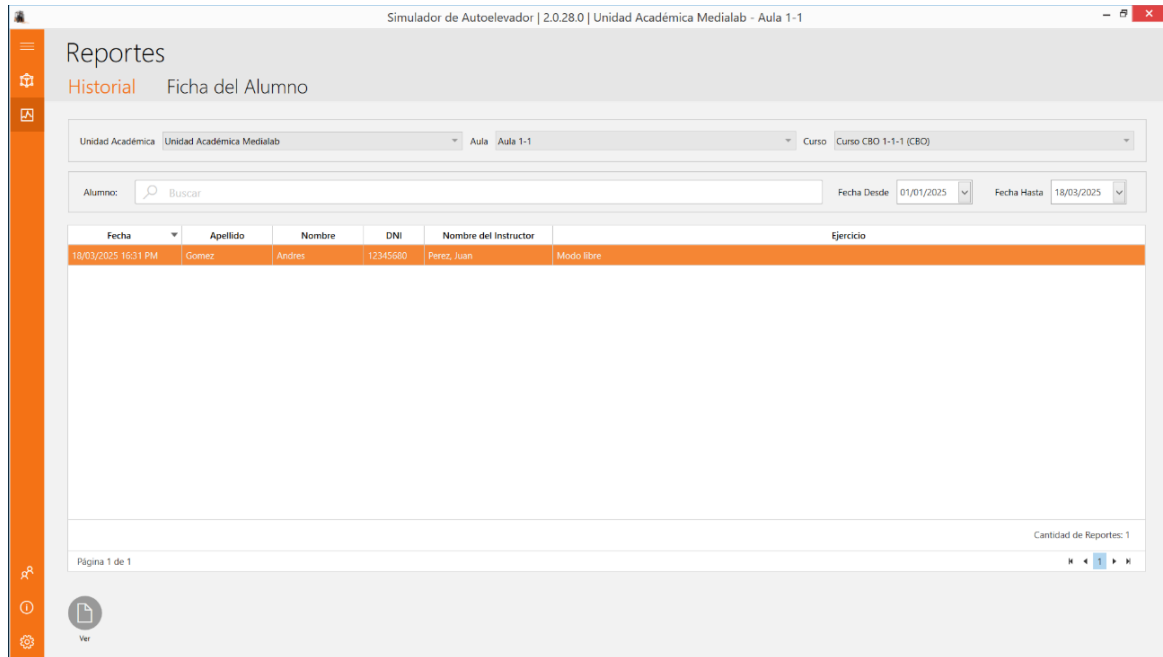 Simulador de Autoelevador | 2.0.28.0 | Unidad Académica Medialab - Aula 1-1
Reportes
Historial Ficha del Alumno
Unidad Académica Unidad Académica Medialab Aula Aula 1-1 Curso Curso CBO 1-1-1 (CBO)
Alumno: Buscar Fecha Desde 01/01/2025 Fecha Hasta 18/03/2025
Fecha Apellido Nombre DNI Nombre del Instructor Ejercicio
18/03/2025 16:31 PM Gomez Andres 12345680 Perez, Juan Modo libre
Cantidad de Reportes: 1
Página 1 de 1 1
Ver